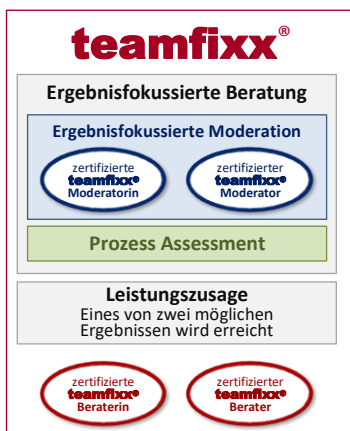 teamfixx®
Ergebnisfokussierte Beratung
Ergebnisfokussierte Moderation
zertifizierte
teamfixx®
Moderatorin
zertifizierter
teamfixx®
Moderator
Prozess Assessment
Leistungszusage
Eines von zwei möglichen
Ergebnissen wird erreicht
zertifizierte
teamfixx®
Beraterin
zertifizierter
teamfixx®
Berater